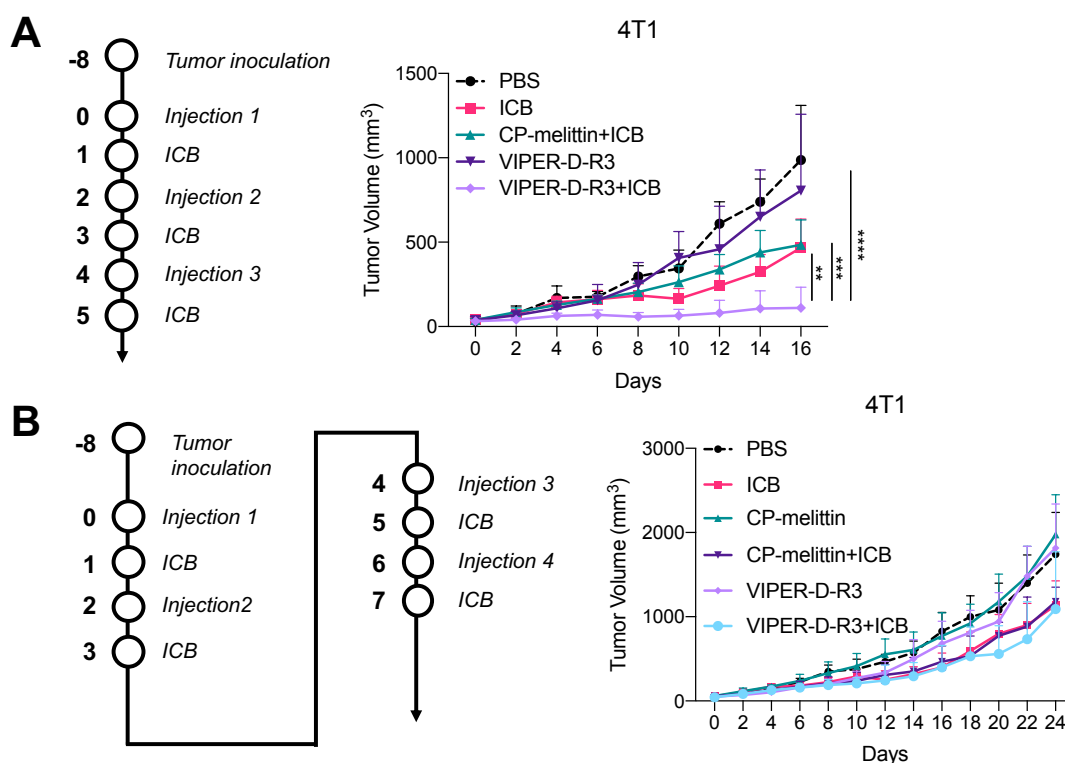 A
-8 Tumor inoculation
0 Injection 1
1 ICB
2 Injection 2
3 ICB
4 Injection 3
5 ICB
4T1
Tumor Volume (mm³)
1500
1000
500
0
PBS
ICB
CP-melittin+ICB
VIPER-D-R3
VIPER-D-R3+ICB
**
***
****
0 2 4 6 8 10 12 14 16
Days
B
-8 Tumor
inoculation
0 Injection 1
1 ICB
2 Injection2
3 ICB
4 Injection 3
5 ICB
6 Injection 4
7 ICB
4T1
Tumor Volume (mm³)
3000
2000
1000
0
PBS
ICB
CP-melittin
CP-melittin+ICB
VIPER-D-R3
VIPER-D-R3+ICB
0 2 4 6 8 10 12 14 16 18 20 22 24
Days